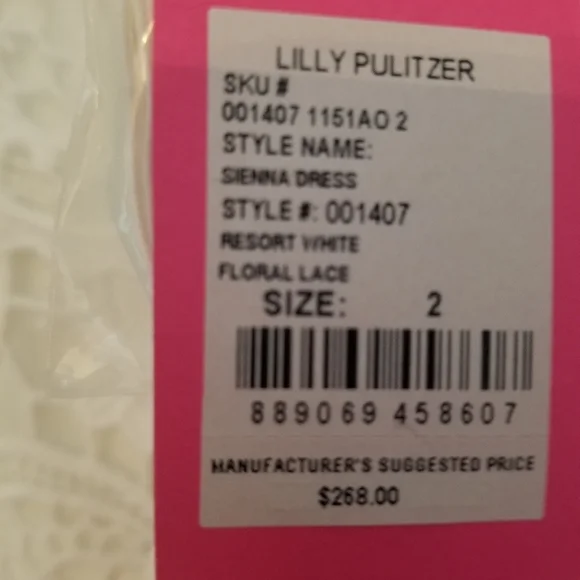 LILLY PULITZER
SKU #
001407 1151AO 2
STYLE NAME:
SIENNA DRESS
STYLE #: 001407
RESORT WHITE
FLORAL LACE
SIZE: 2
889069 458607
MANUFACTURER'S SUGGESTED PRICE
$268.00